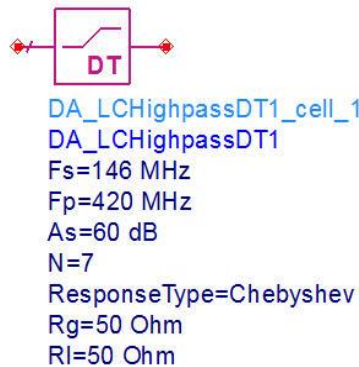 DT
DA_LCHighpassDT1_cell_1
DA_LCHighpassDT1
Fs=146 MHz
Fp=420 MHz
As=60 dB
N=7
ResponseType=Chebyshev
Rg=50 Ohm
Rl=50 Ohm